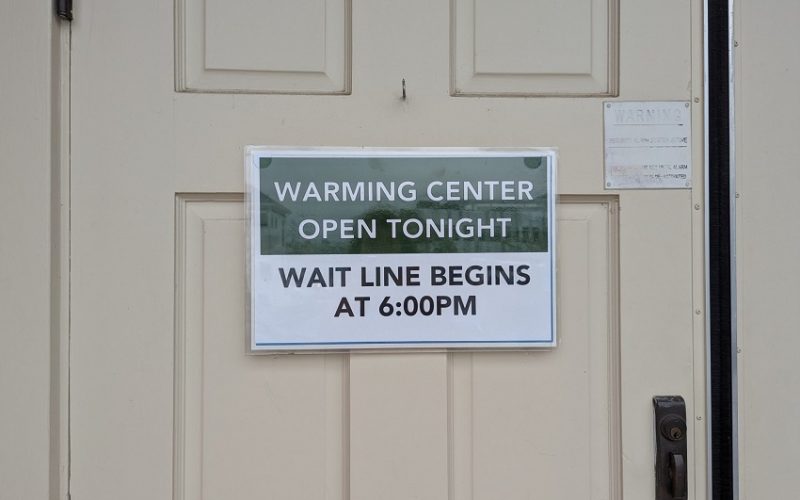 WARMING CENTER
OPEN TONIGHT
WAIT LINE BEGINS
AT 6:00PM
WARNING